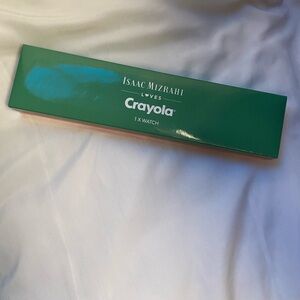 ISAAC MIZRAHI
LOVES
Crayola
1 X WATCH